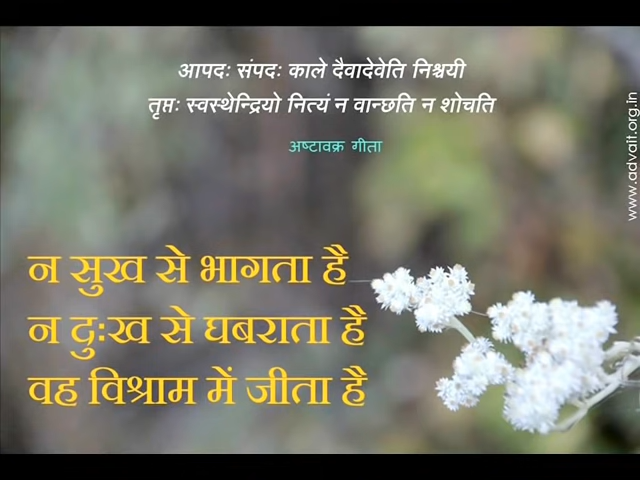 आपदः संपदः काले दैवादेवेति निश्चयी
तृप्तः स्वस्थेन्द्रियो नित्यं न वान्छति न शोचति
अष्टावक्र गीता
www.advait.org.in
न सुख से भागता है
न दुःख से घबराता है
वह विश्राम में जीता है